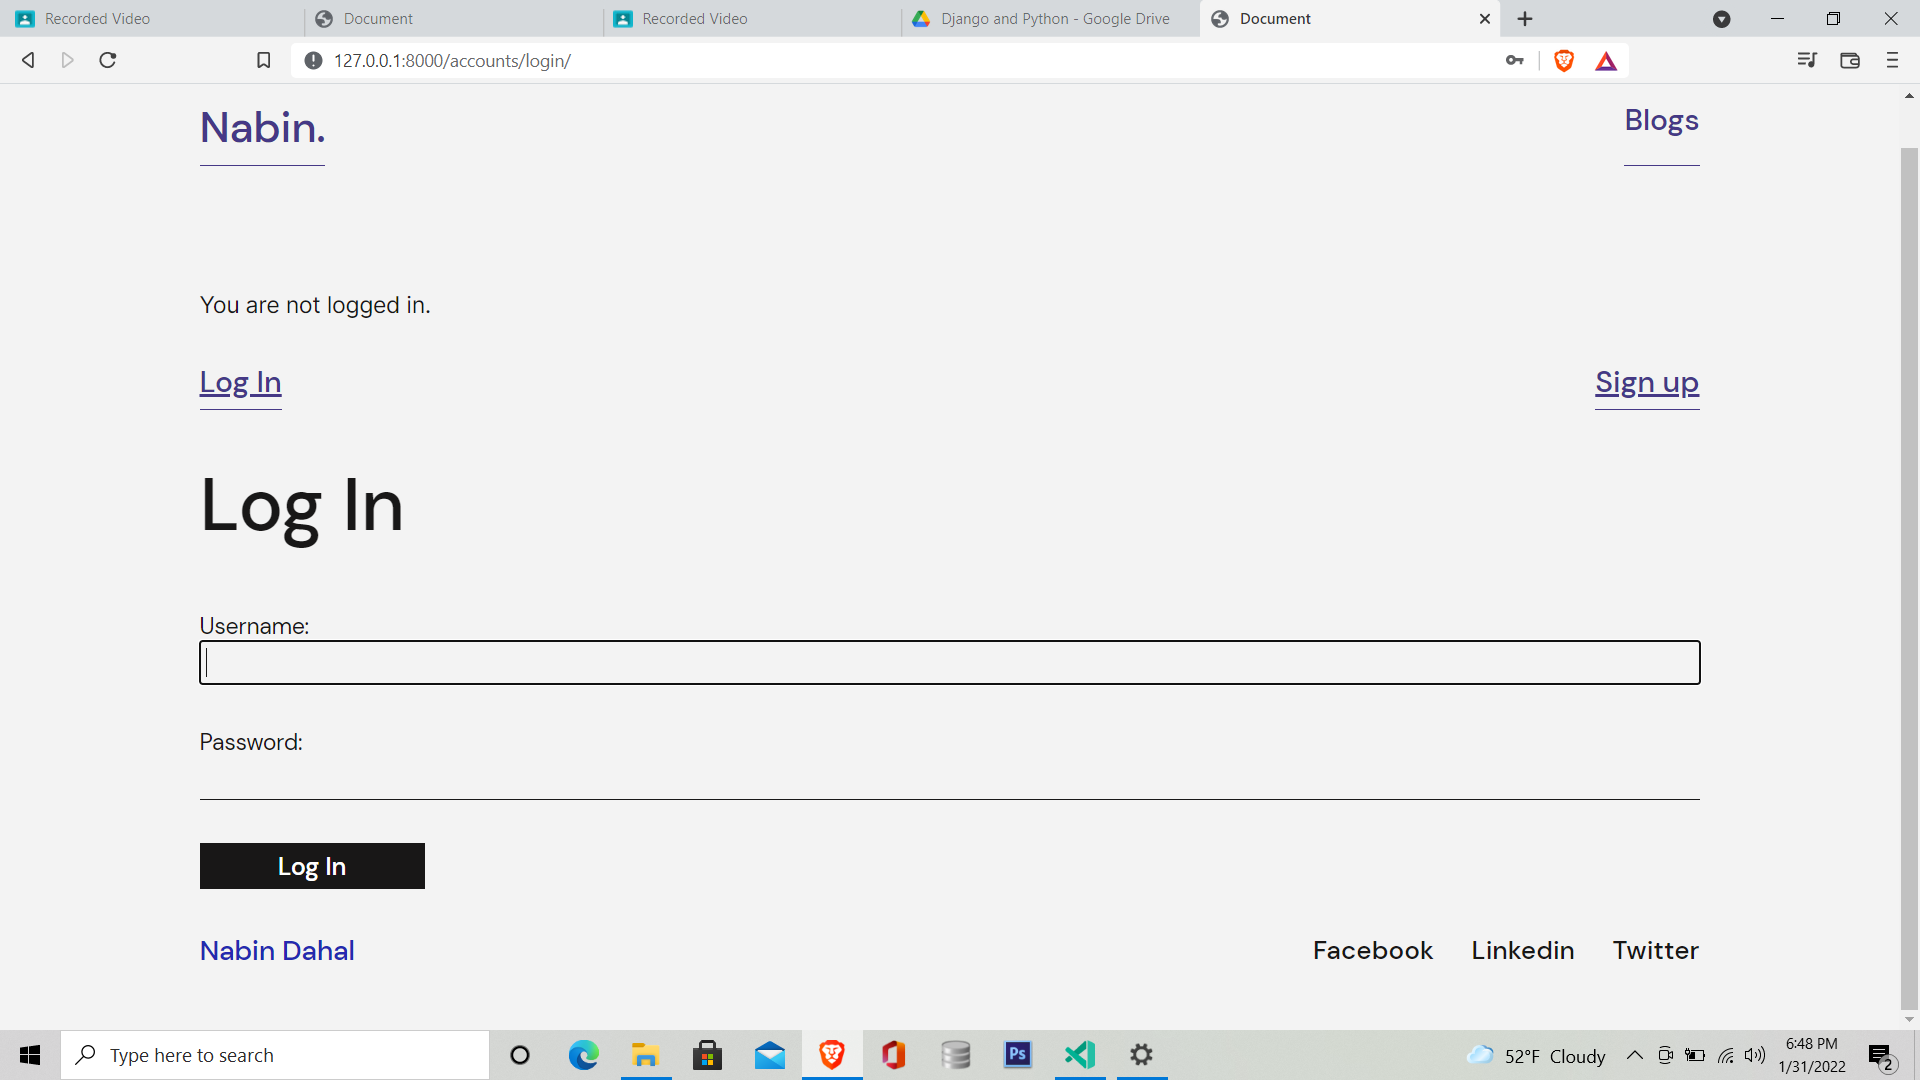 Recorded Video
Document
Recorded Video
Django and Python - Google Drive
Document
127.0.0.1:8000/accounts/login/
Nabin.
Blogs
You are not logged in.
Log In
Sign up
Log In
Username:
Password:
Log In
Nabin Dahal
Facebook Linkedin Twitter
Type here to search
Ps
52°F Cloudy
6:48 PM
1/31/2022
2